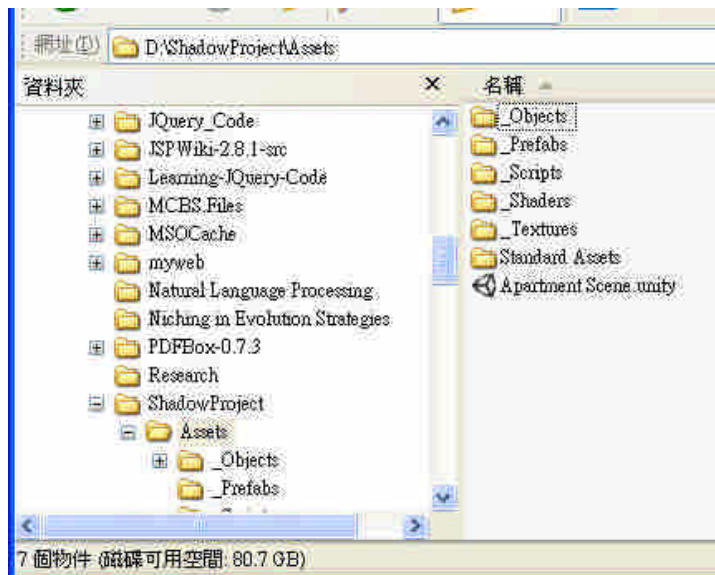 網址(D) D:\ShadowProject\Assets
資料夾
名稱
JQuery_Code
JSPWiki-2.8.1-src
Learning-JQuery-Code
MCBS.Files
MSOCache
myweb
Natural Language Processing
Niching in Evolution Strategies
PDFBox-0.7.3
Research
ShadowProject
Assets
_Objects
_Prefabs
_Objects
_Prefabs
_Scripts
_Shaders
_Textures
Standard Assets
Apartment Scene.unity
7 個物件 (磁碟可用空間: 80.7 GB)